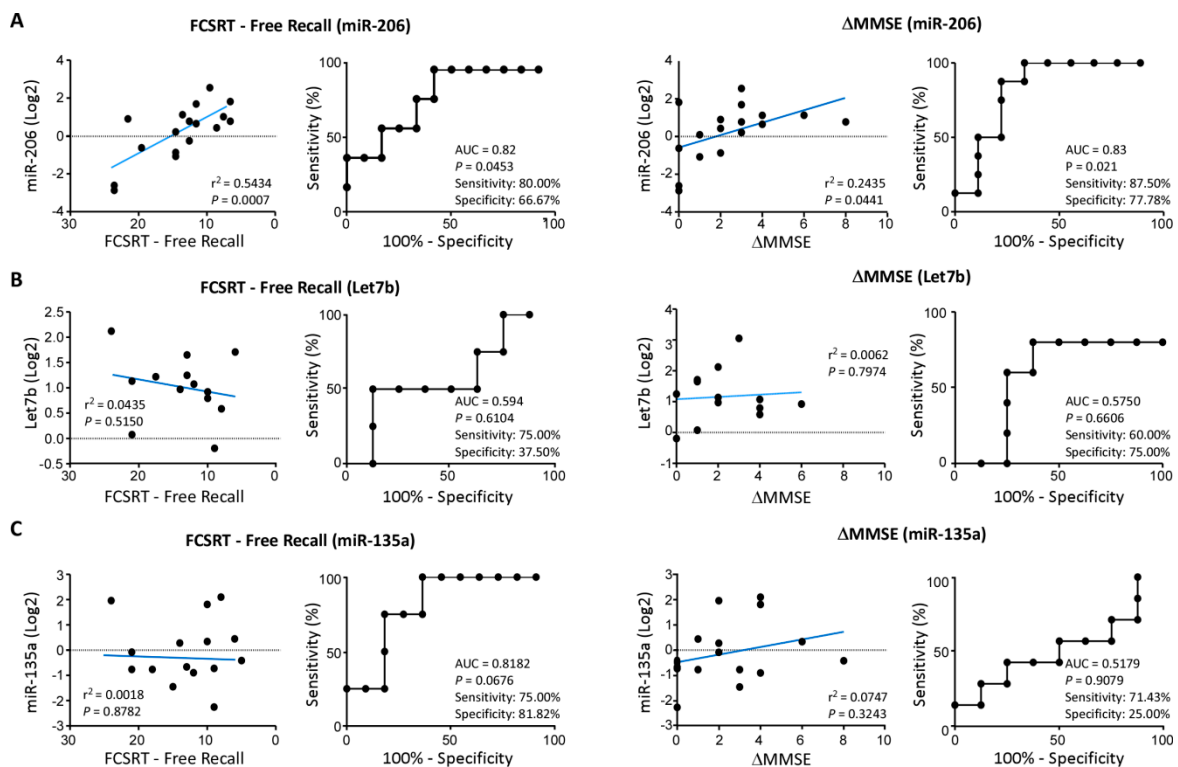 A
FCSRT - Free Recall (miR-206)
miR-206 (Log2)
4
2
0
-2
-4
r² = 0.5434
P = 0.0007
30
20
10
0
FCSRT - Free Recall
Sensitivity (%)
100
50
0
AUC = 0.82
P = 0.0453
Sensitivity: 80.00%
Specificity: 66.67%
0
50
100
100% - Specificity
ΔMMSE (miR-206)
miR-206 (Log2)
4
2
0
-2
-4
r² = 0.2435
P = 0.0441
0
2
4
6
8
10
ΔMMSE
Sensitivity (%)
100
50
0
AUC = 0.83
P = 0.021
Sensitivity: 87.50%
Specificity: 77.78%
0
50
100
100% - Specificity
B
FCSRT - Free Recall (Let7b)
Let7b (Log2)
2.5
2.0
1.5
1.0
0.5
0.0
-0.5
r² = 0.0435
P = 0.5150
30
20
10
0
FCSRT - Free Recall
Sensitivity (%)
100
50
0
AUC = 0.594
P = 0.6104
Sensitivity: 75.00%
Specificity: 37.50%
0
50
100
100% - Specificity
ΔMMSE (Let7b)
Let7b (Log2)
4
3
2
1
0
-1
r² = 0.0062
P = 0.7974
0
2
4
6
8
10
ΔMMSE
Sensitivity (%)
100
50
0
AUC = 0.5750
P = 0.6606
Sensitivity: 60.00%
Specificity: 75.00%
0
50
100
100% - Specificity
C
FCSRT - Free Recall (miR-135a)
miR-135a (Log2)
3
2
1
0
-1
-2
-3
r² = 0.0018
P = 0.8782
30
20
10
0
FCSRT - Free Recall
Sensitivity (%)
100
50
0
AUC = 0.8182
P = 0.0676
Sensitivity: 75.00%
Specificity: 81.82%
0
50
100
100% - Specificity
ΔMMSE (miR-135a)
miR-135a (Log2)
3
2
1
0
-1
-2
-3
r² = 0.0747
P = 0.3243
0
2
4
6
8
10
ΔMMSE
Sensitivity (%)
100
50
0
AUC = 0.5179
P = 0.9079
Sensitivity: 71.43%
Specificity: 25.00%
0
50
100
100% - Specificity